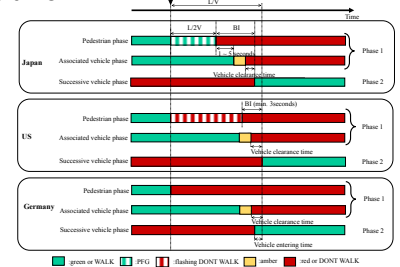 L/V
Time
L/2V
BI
Pedestrian phase
1 ~ 5 seconds
Phase 1
Japan
Associated vehicle phase
Vehicle clearance time
Successive vehicle phase
Phase 2
BI (min. 3seconds)
Pedestrian phase
Phase 1
US
Associated vehicle phase
Vehicle clearance time
Successive vehicle phase
Phase 2
Pedestrian phase
Phase 1
Germany
Associated vehicle phase
Vehicle clearance time
Successive vehicle phase
Phase 2
Vehicle entering time
:green or WALK :PFG :flashing DONT WALK :amber :red or DONT WALK